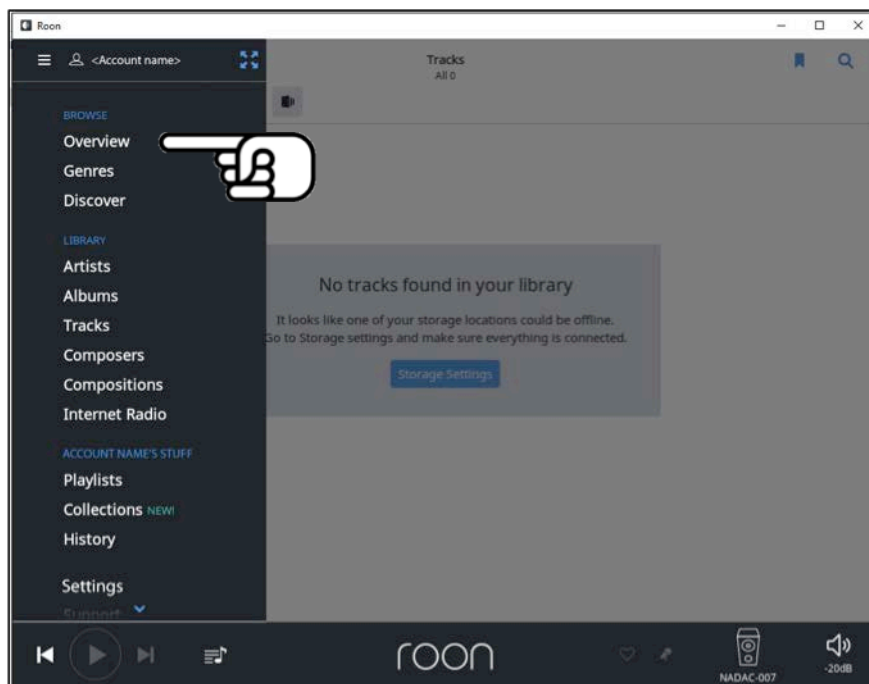 Roon
<Account name>
Tracks
All 0
BROWSE
Overview
Genres
Discover
LIBRARY
Artists
Albums
Tracks
Composers
Compositions
Internet Radio
No tracks found in your library
It looks like one of your storage locations could be offline.
Go to Storage settings and make sure everything is connected.
Storage Settings
ACCOUNT NAME'S STUFF
Playlists
Collections NEW!
History
Settings
Support
roon
NADAC-007
-20dB